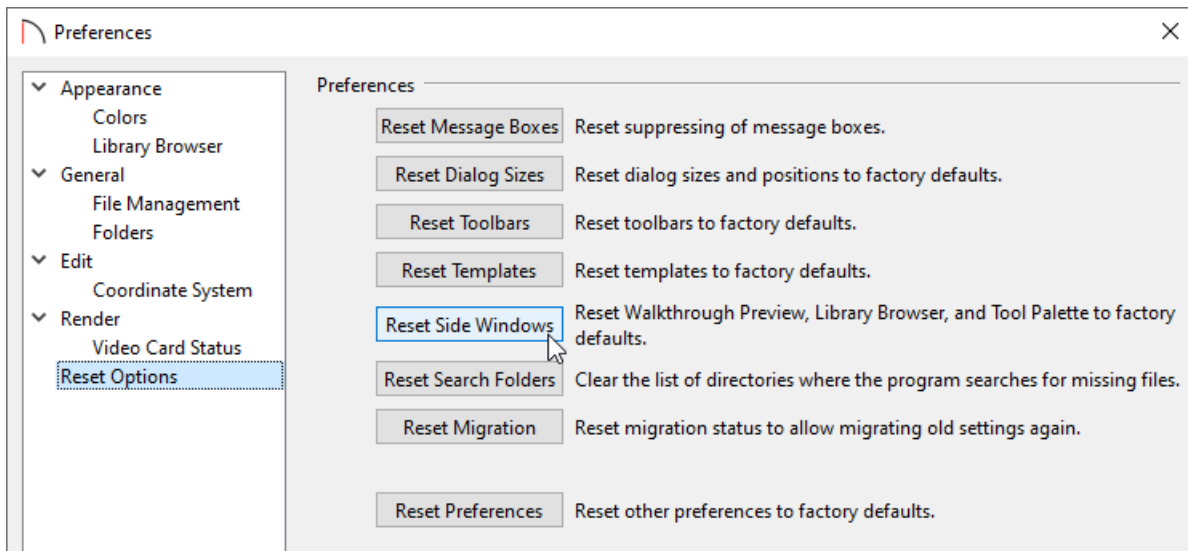 Preferences
Appearance
Colors
Library Browser
General
File Management
Folders
Edit
Coordinate System
Render
Video Card Status
Reset Options
Preferences
Reset Message Boxes Reset suppressing of message boxes.
Reset Dialog Sizes Reset dialog sizes and positions to factory defaults.
Reset Toolbars Reset toolbars to factory defaults.
Reset Templates Reset templates to factory defaults.
Reset Side Windows Reset Walkthrough Preview, Library Browser, and Tool Palette to factory
defaults.
Reset Search Folders Clear the list of directories where the program searches for missing files.
Reset Migration Reset migration status to allow migrating old settings again.
Reset Preferences Reset other preferences to factory defaults.